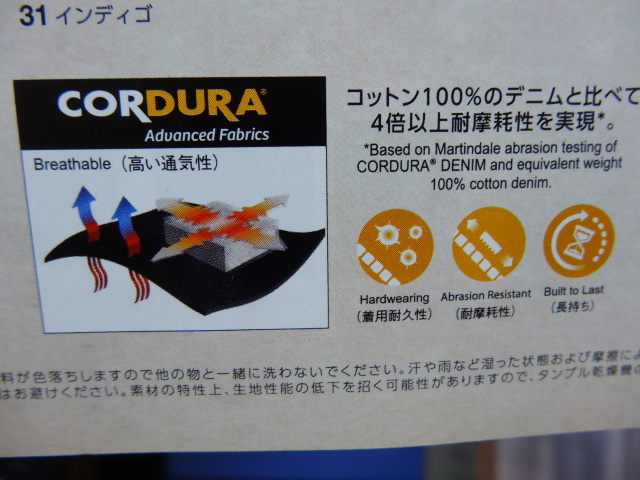 31 インディゴ
CORDURA®
Advanced Fabrics
Breathable（高い通気性）
コットン100%のデニムと比べて
4倍以上耐摩耗性を実現*。
*Based on Martindale abrasion testing of
CORDURA® DENIM and equivalent weight
100% cotton denim.
Hardwearing
（着用耐久性）
Abrasion Resistant
（耐摩耗性）
Built to Last
（長持ち）
料が色落ちしますので他の物と一緒に洗わないでください。汗や雨など湿った状態および摩擦によ
はお避けください。素材の特性上、生地性能の低下を招く可能性がありますので、タンブル乾燥機の